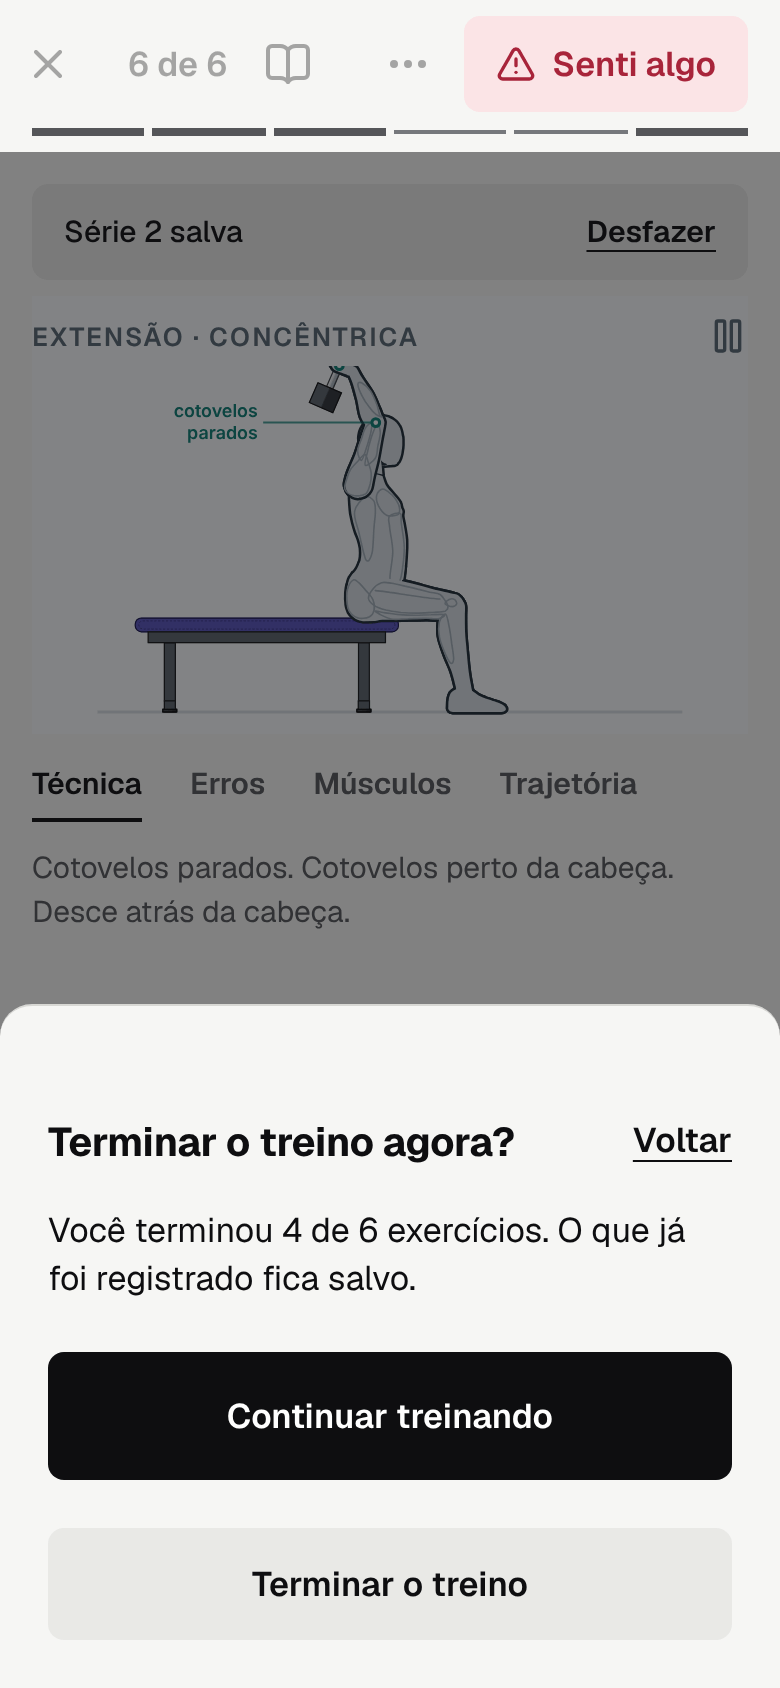 6 de 6
Senti algo
Série 2 salva
Desfazer
EXTENSÃO · CONCÊNTRICA
cotovelos
parados
Técnica
Erros
Músculos
Trajetória
Cotovelos parados. Cotovelos perto da cabeça.
Desce atrás da cabeça.
Terminar o treino agora?
Voltar
Você terminou 4 de 6 exercícios. O que já
foi registrado fica salvo.
Continuar treinando
Terminar o treino